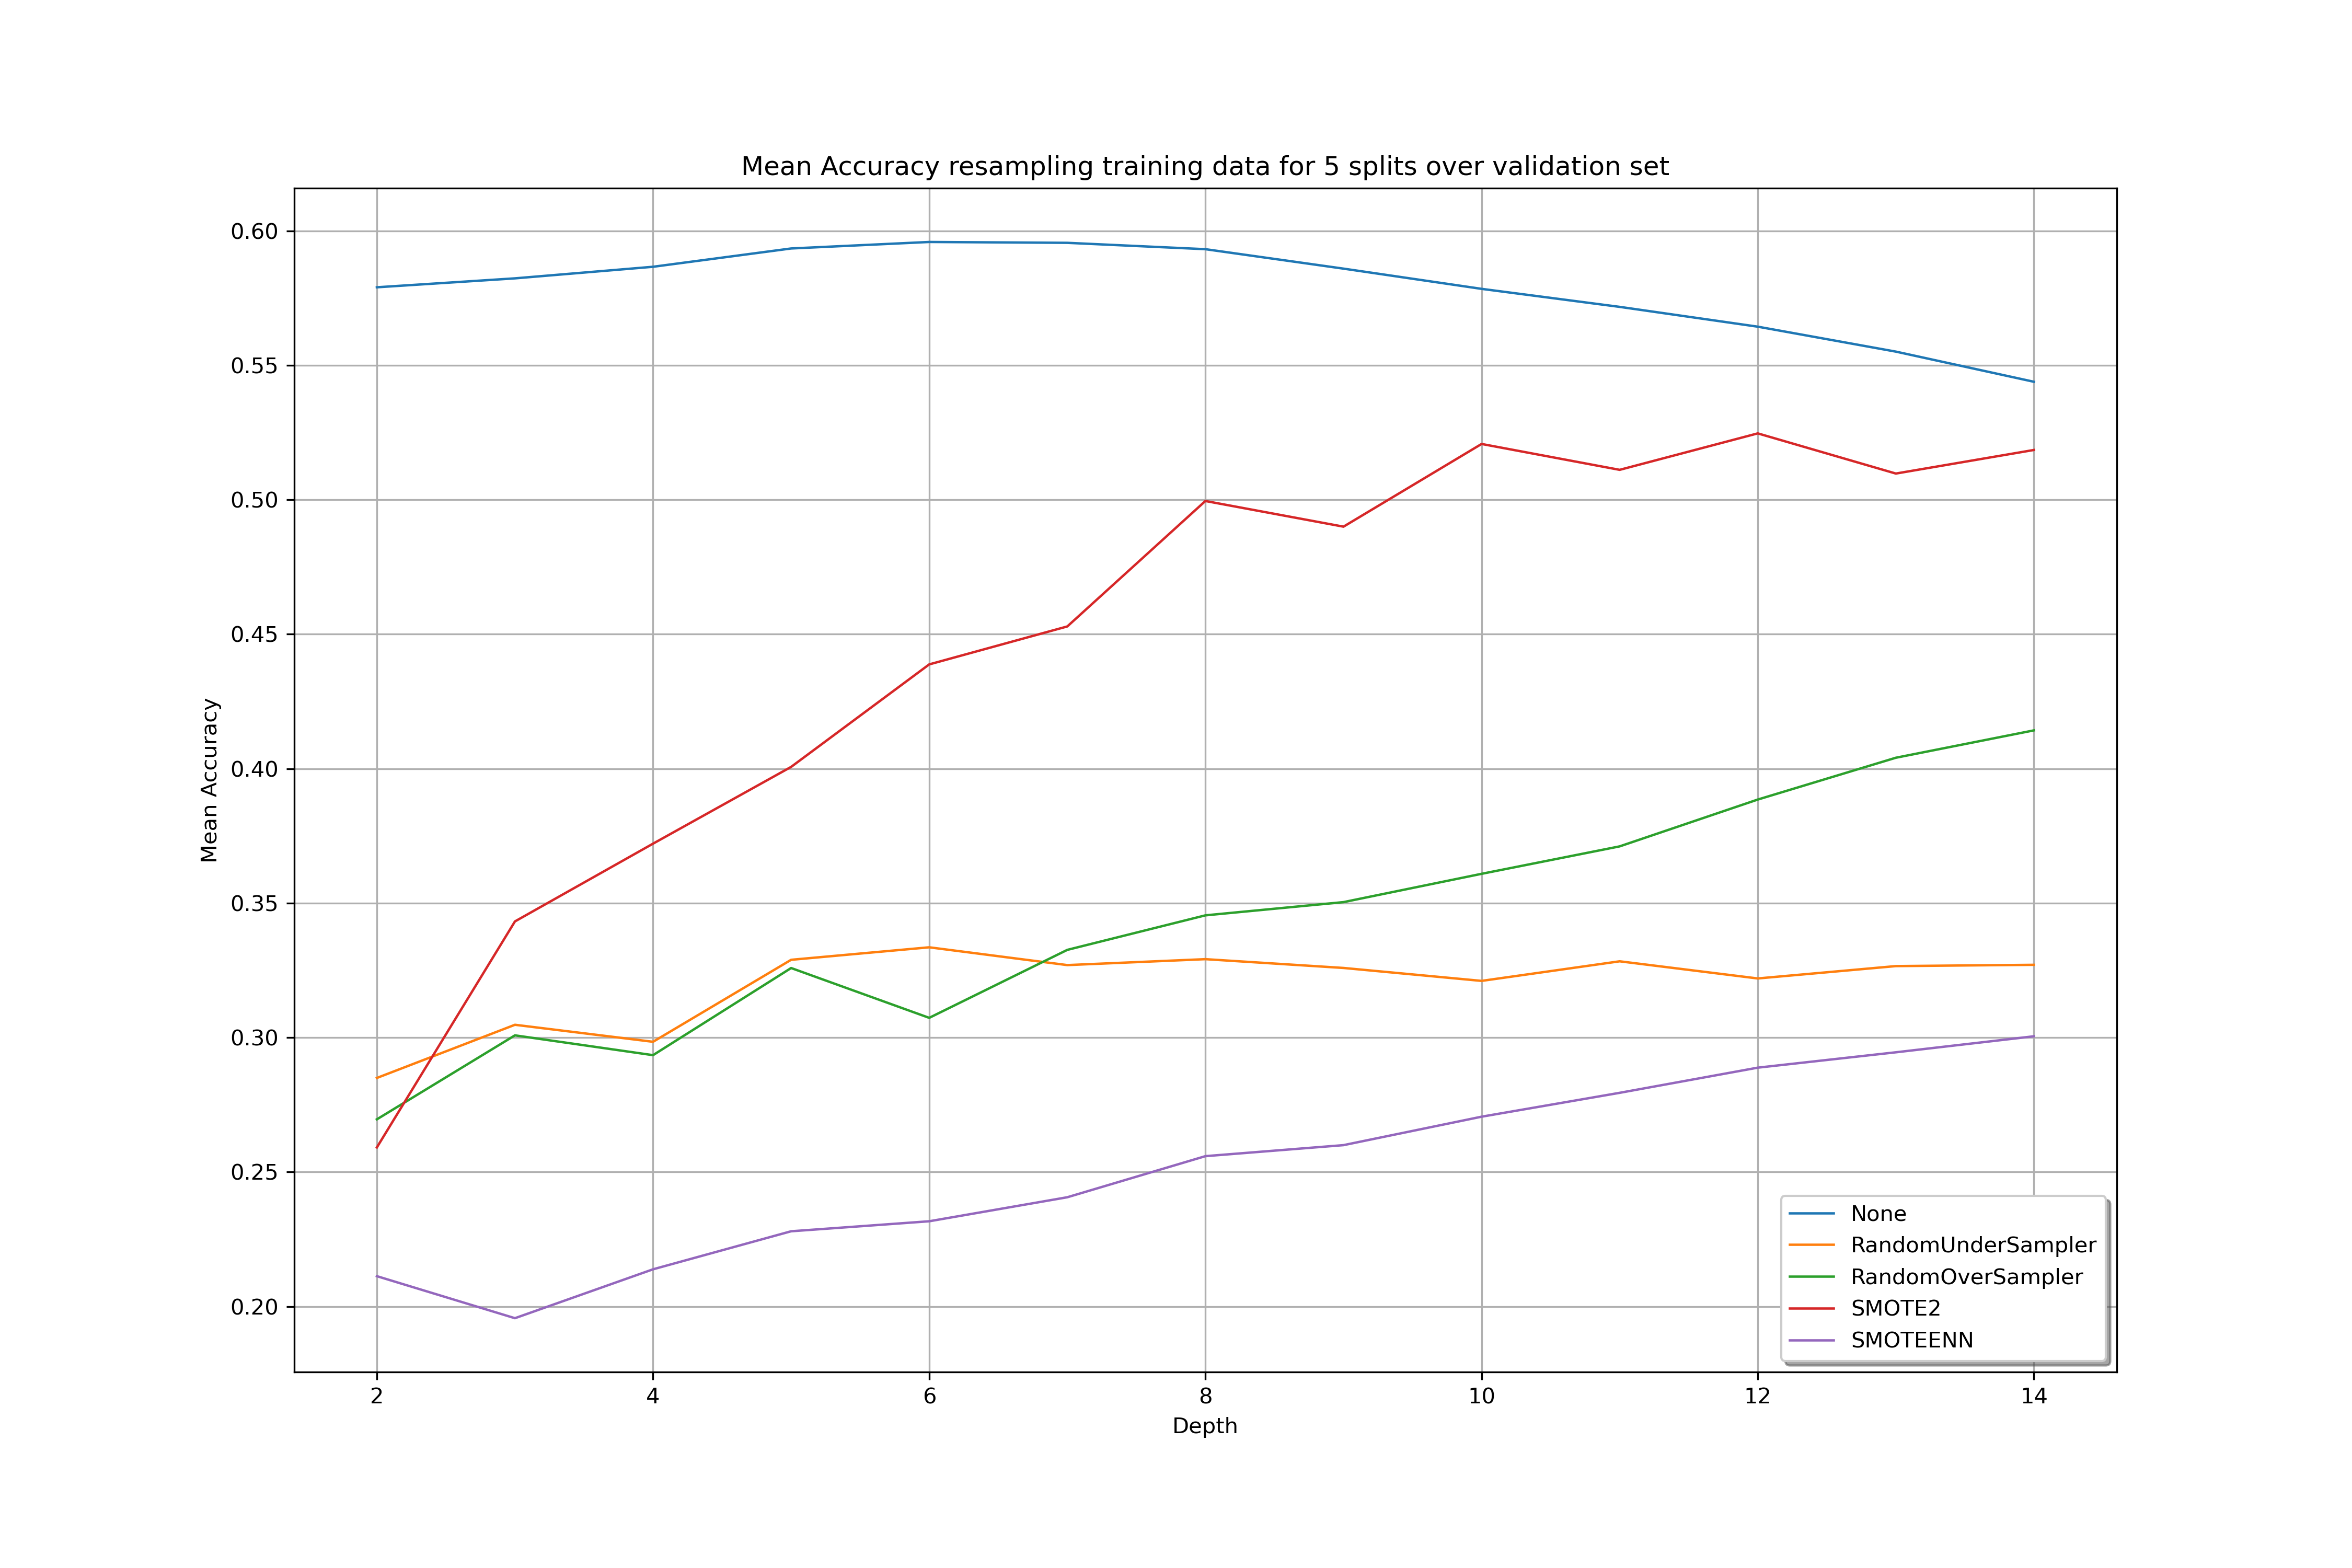 Mean Accuracy resampling training data for 5 splits over validation set
0.60
0.55
0.50
0.45
0.40
0.35
0.30
0.25
0.20
Mean Accuracy
2 4 6 8 10 12 14
Depth
None
RandomUnderSampler
RandomOverSampler
SMOTE2
SMOTEENN